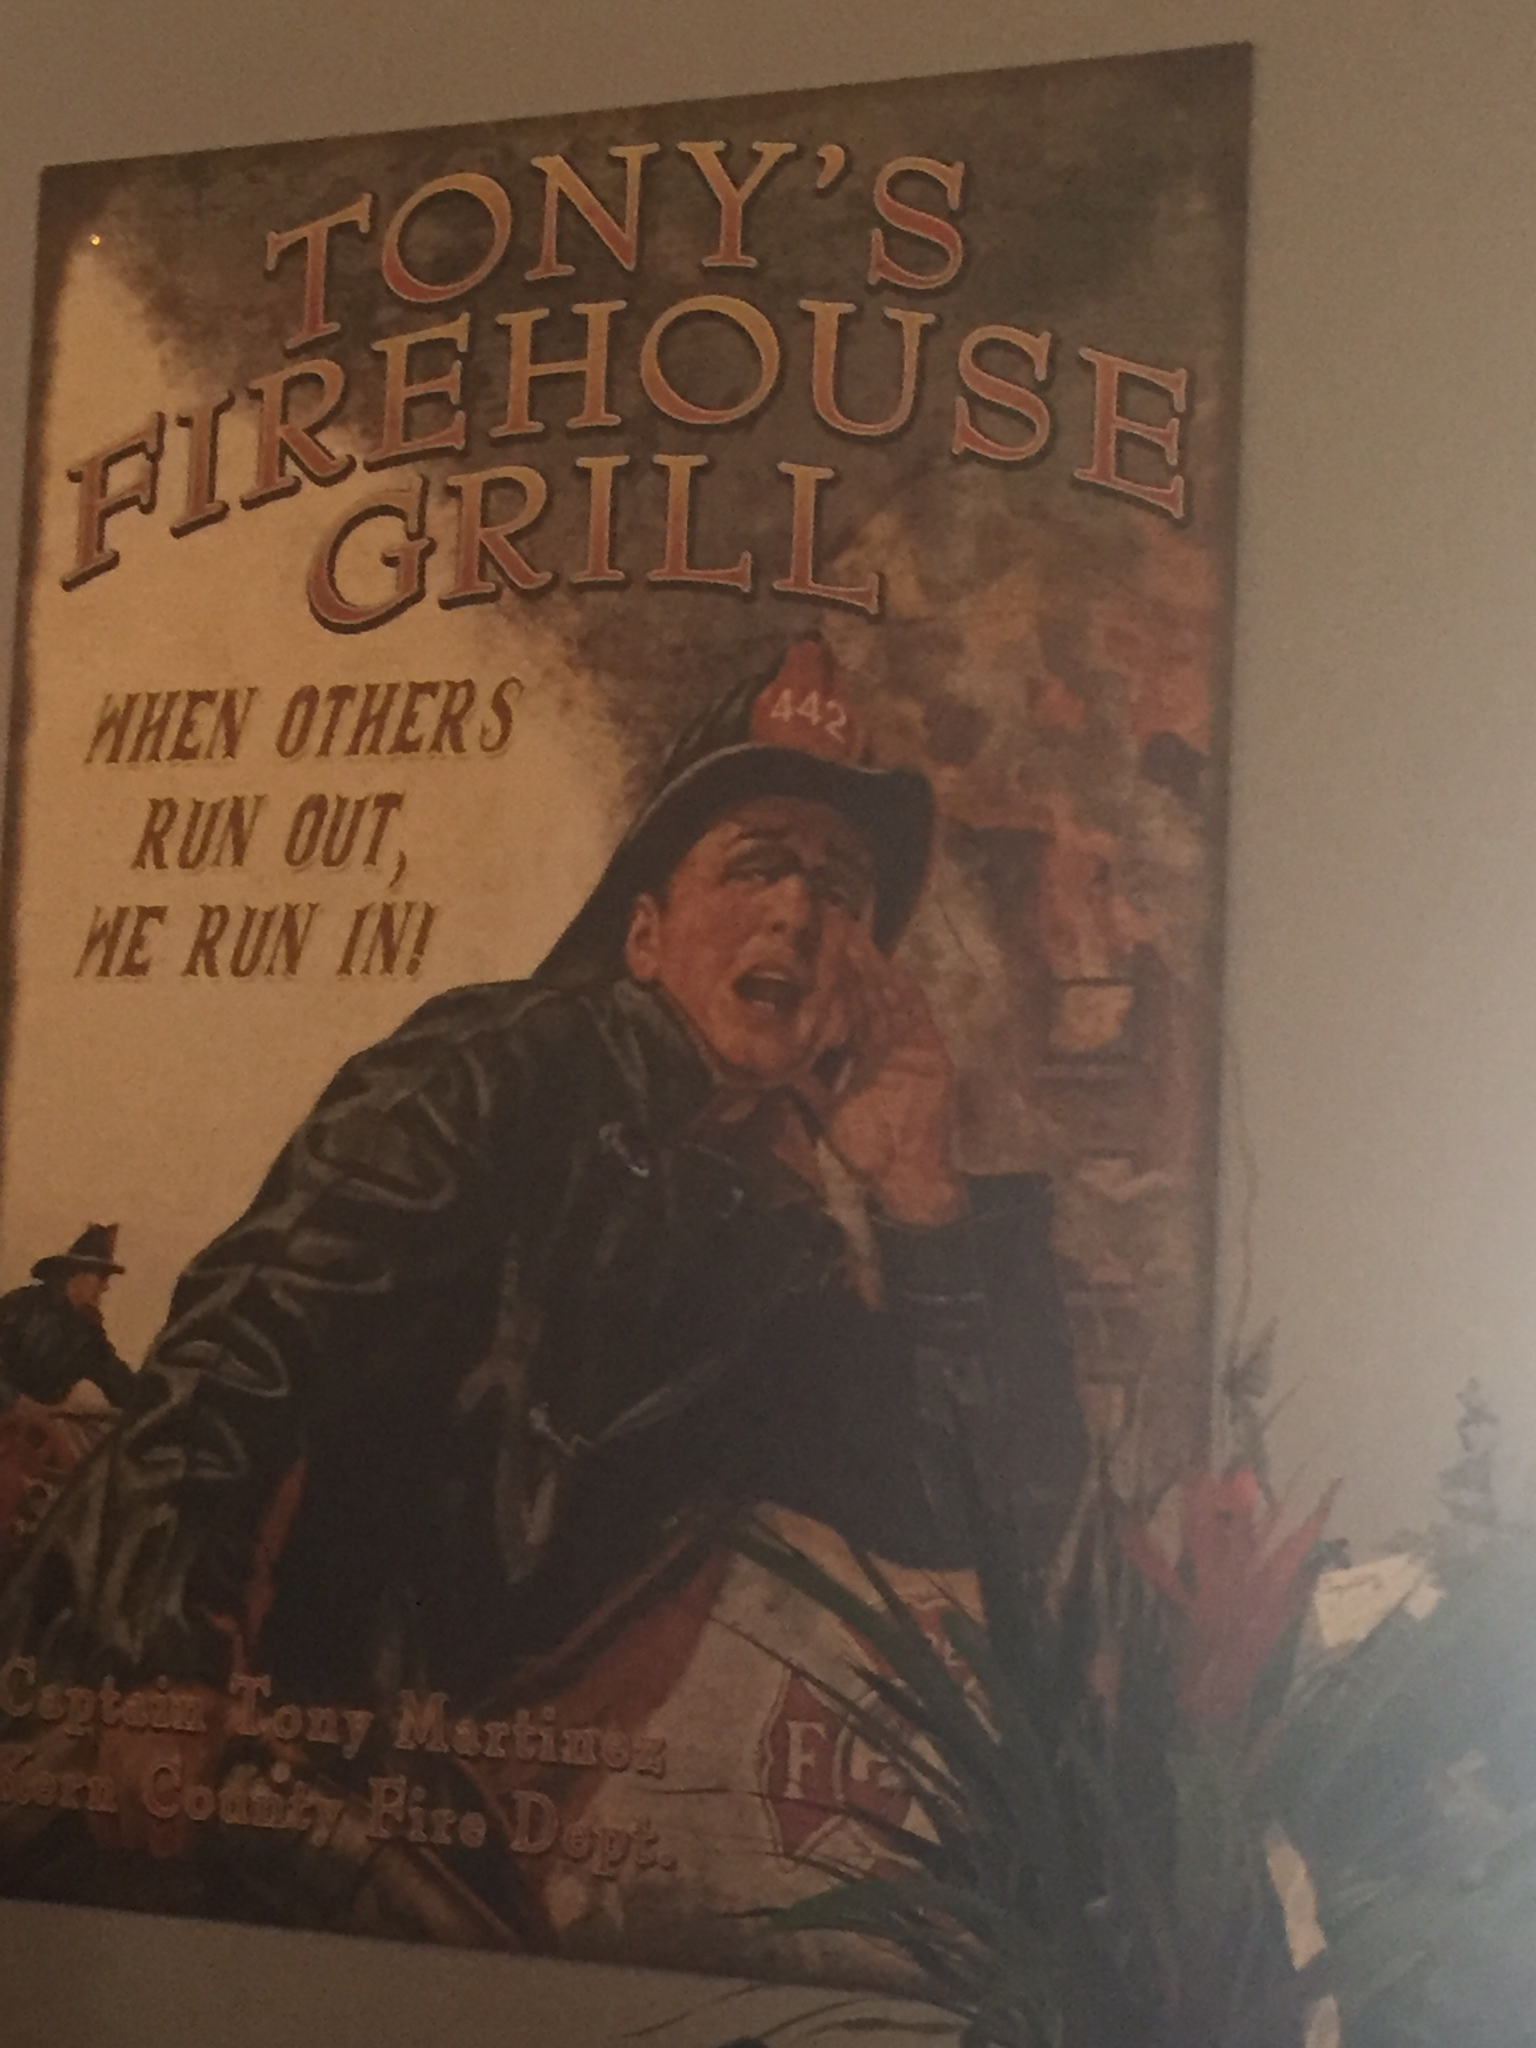 TONY'S
FIREHOUSE
GRILL
442
WHEN OTHERS
RUN OUT,
WE RUN IN!
Captain Tony Martinez
Kern County Fire Dept.
F